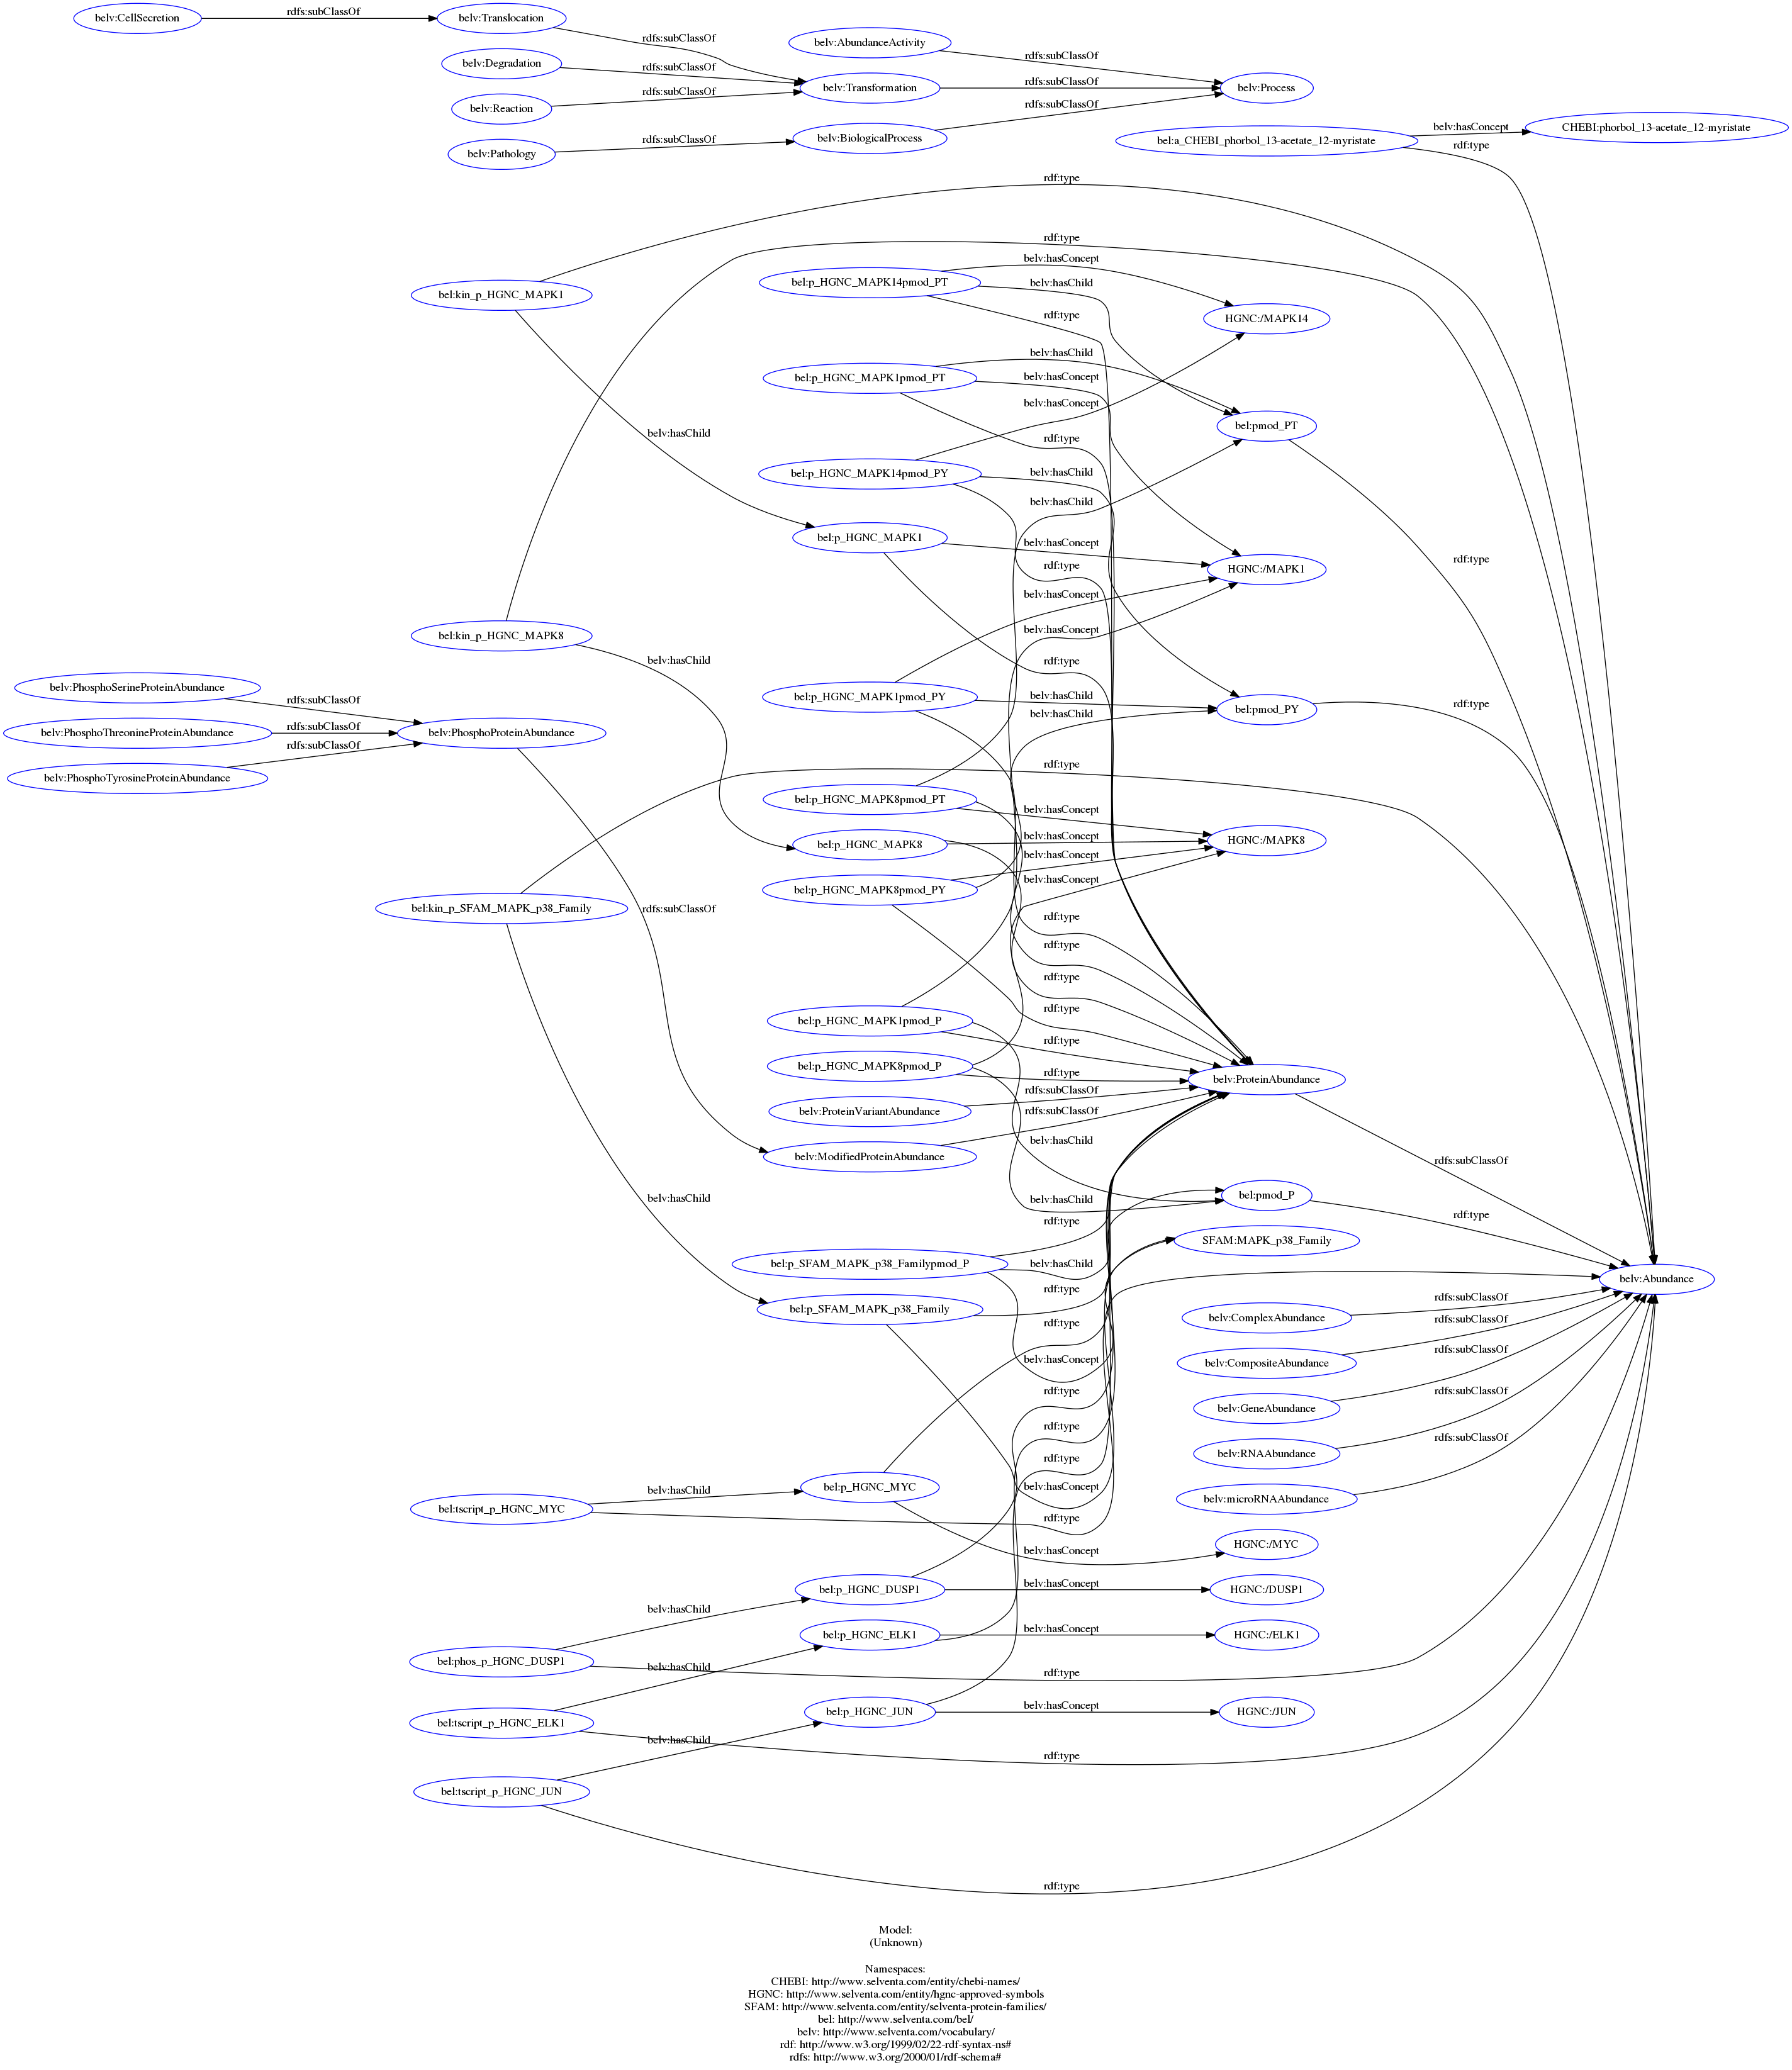 belv:CellSecretion
rdfs:subClassOf
belv:Translocation
rdfs:subClassOf
belv:Degradation
rdfs:subClassOf
belv:Reaction
rdfs:subClassOf
belv:Pathology
rdfs:subClassOf
belv:AbundanceActivity
rdfs:subClassOf
belv:Transformation
rdfs:subClassOf
belv:BiologicalProcess
rdfs:subClassOf
belv:Process
bel:a_CHEBI_phorbol_13-acetate_12-myristate
belv:hasConcept
rdf:type
CHEBI:phorbol_13-acetate_12-myristate
rdf:type
bel:kin_p_HGNC_MAPK1
belv:hasChild
rdf:type
bel:kin_p_HGNC_MAPK8
belv:hasChild
bel:p_HGNC_MAPK14pmod_PT
belv:hasConcept
belv:hasChild
rdf:type
HGNC:/MAPK14
bel:p_HGNC_MAPK1pmod_PT
belv:hasChild
belv:hasConcept
rdf:type
belv:hasConcept
bel:pmod_PT
rdf:type
bel:p_HGNC_MAPK14pmod_PY
belv:hasChild
rdf:type
belv:hasChild
bel:p_HGNC_MAPK1
belv:hasConcept
rdf:type
HGNC:/MAPK1
belv:hasConcept
belv:hasConcept
bel:p_HGNC_MAPK1pmod_PY
belv:hasChild
belv:hasChild
bel:pmod_PY
rdf:type
belv:PhosphoSerineProteinAbundance
rdfs:subClassOf
belv:PhosphoThreonineProteinAbundance
rdfs:subClassOf
belv:PhosphoTyrosineProteinAbundance
rdfs:subClassOf
belv:PhosphoProteinAbundance
rdfs:subClassOf
rdf:type
bel:p_HGNC_MAPK8pmod_PT
belv:hasConcept
bel:p_HGNC_MAPK8
belv:hasConcept
bel:p_HGNC_MAPK8pmod_PY
belv:hasConcept
belv:hasConcept
HGNC:/MAPK8
bel:kin_p_SFAM_MAPK_p38_Family
belv:hasChild
rdf:type
rdf:type
rdf:type
rdf:type
bel:p_HGNC_MAPK1pmod_P
rdf:type
bel:p_HGNC_MAPK8pmod_P
rdf:type
belv:ProteinVariantAbundance
rdfs:subClassOf
belv:ModifiedProteinAbundance
rdfs:subClassOf
belv:ProteinAbundance
rdfs:subClassOf
belv:hasChild
belv:hasChild
bel:pmod_P
rdf:type
rdf:type
bel:p_SFAM_MAPK_p38_Familypmod_P
belv:hasChild
SFAM:MAPK_p38_Family
bel:p_SFAM_MAPK_p38_Family
rdf:type
rdf:type
belv:hasConcept
belv:Abundance
belv:ComplexAbundance
rdfs:subClassOf
belv:CompositeAbundance
rdfs:subClassOf
belv:GeneAbundance
rdfs:subClassOf
belv:RNAAbundance
rdfs:subClassOf
belv:microRNAAbundance
rdfs:subClassOf
rdf:type
rdf:type
rdf:type
belv:hasConcept
bel:tscript_p_HGNC_MYC
belv:hasChild
bel:p_HGNC_MYC
rdf:type
belv:hasConcept
HGNC:/MYC
bel:p_HGNC_DUSP1
belv:hasConcept
HGNC:/DUSP1
belv:hasChild
bel:phos_p_HGNC_DUSP1
rdf:type
bel:p_HGNC_ELK1
belv:hasConcept
HGNC:/ELK1
belv:hasChild
bel:tscript_p_HGNC_ELK1
rdf:type
bel:p_HGNC_JUN
belv:hasConcept
HGNC:/JUN
belv:hasChild
bel:tscript_p_HGNC_JUN
rdf:type
Model:
(Unknown)
Namespaces:
CHEBI: http://www.selventa.com/entity/chebi-names/
HGNC: http://www.selventa.com/entity/hgnc-approved-symbols
SFAM: http://www.selventa.com/entity/selventa-protein-families/
bel: http://www.selventa.com/bel/
belv: http://www.selventa.com/vocabulary/
rdf: http://www.w3.org/1999/02/22-rdf-syntax-ns#
rdfs: http://www.w3.org/2000/01/rdf-schema#